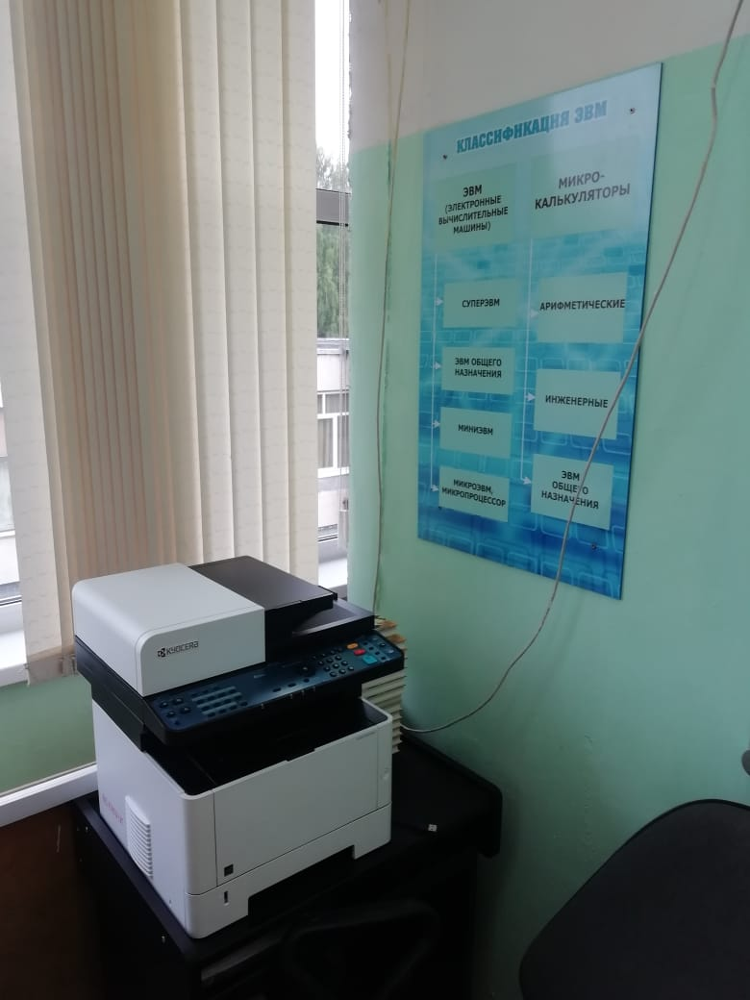 КЛАССИФИКАЦИЯ ЭВМ
ЭВМ
(ЭЛЕКТРОННЫЕ
ВЫЧИСЛИТЕЛЬНЫЕ
МАШИНЫ)
СУПЕРЭВМ
ЭВМ ОБЩЕГО
НАЗНАЧЕНИЯ
МИНИЭВМ
МИКРОЭВМ,
МИКРОПРОЦЕССОР
МИКРО-
КАЛЬКУЛЯТОРЫ
АРИФМЕТИЧЕСКИЕ
ИНЖЕНЕРНЫЕ
ЭВМ
ОБЩЕГО
НАЗНАЧЕНИЯ
KYOCERA